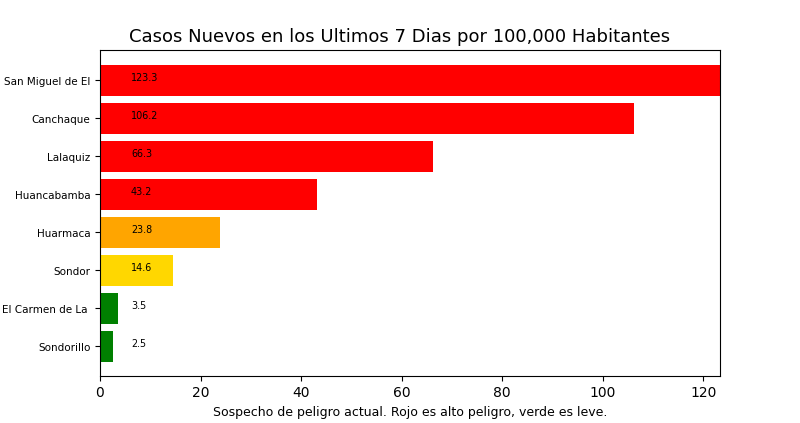 Casos Nuevos en los Ultimos 7 Dias por 100,000 Habitantes
San Miguel de El 123.3
Canchaque 106.2
Lalaquiz 66.3
Huancabamba 43.2
Huarmaca 23.8
Sondor 14.6
El Carmen de La 3.5
Sondorillo 2.5
0 20 40 60 80 100 120
Sospecho de peligro actual. Rojo es alto peligro, verde es leve.